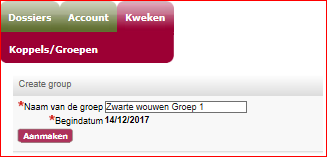 Dossiers Account Kweken
Koppels/Groepen
Create group
*Naam van de groep Zwarte wouwen Groep 1
*Begindatum 14/12/2017
Aanmaken